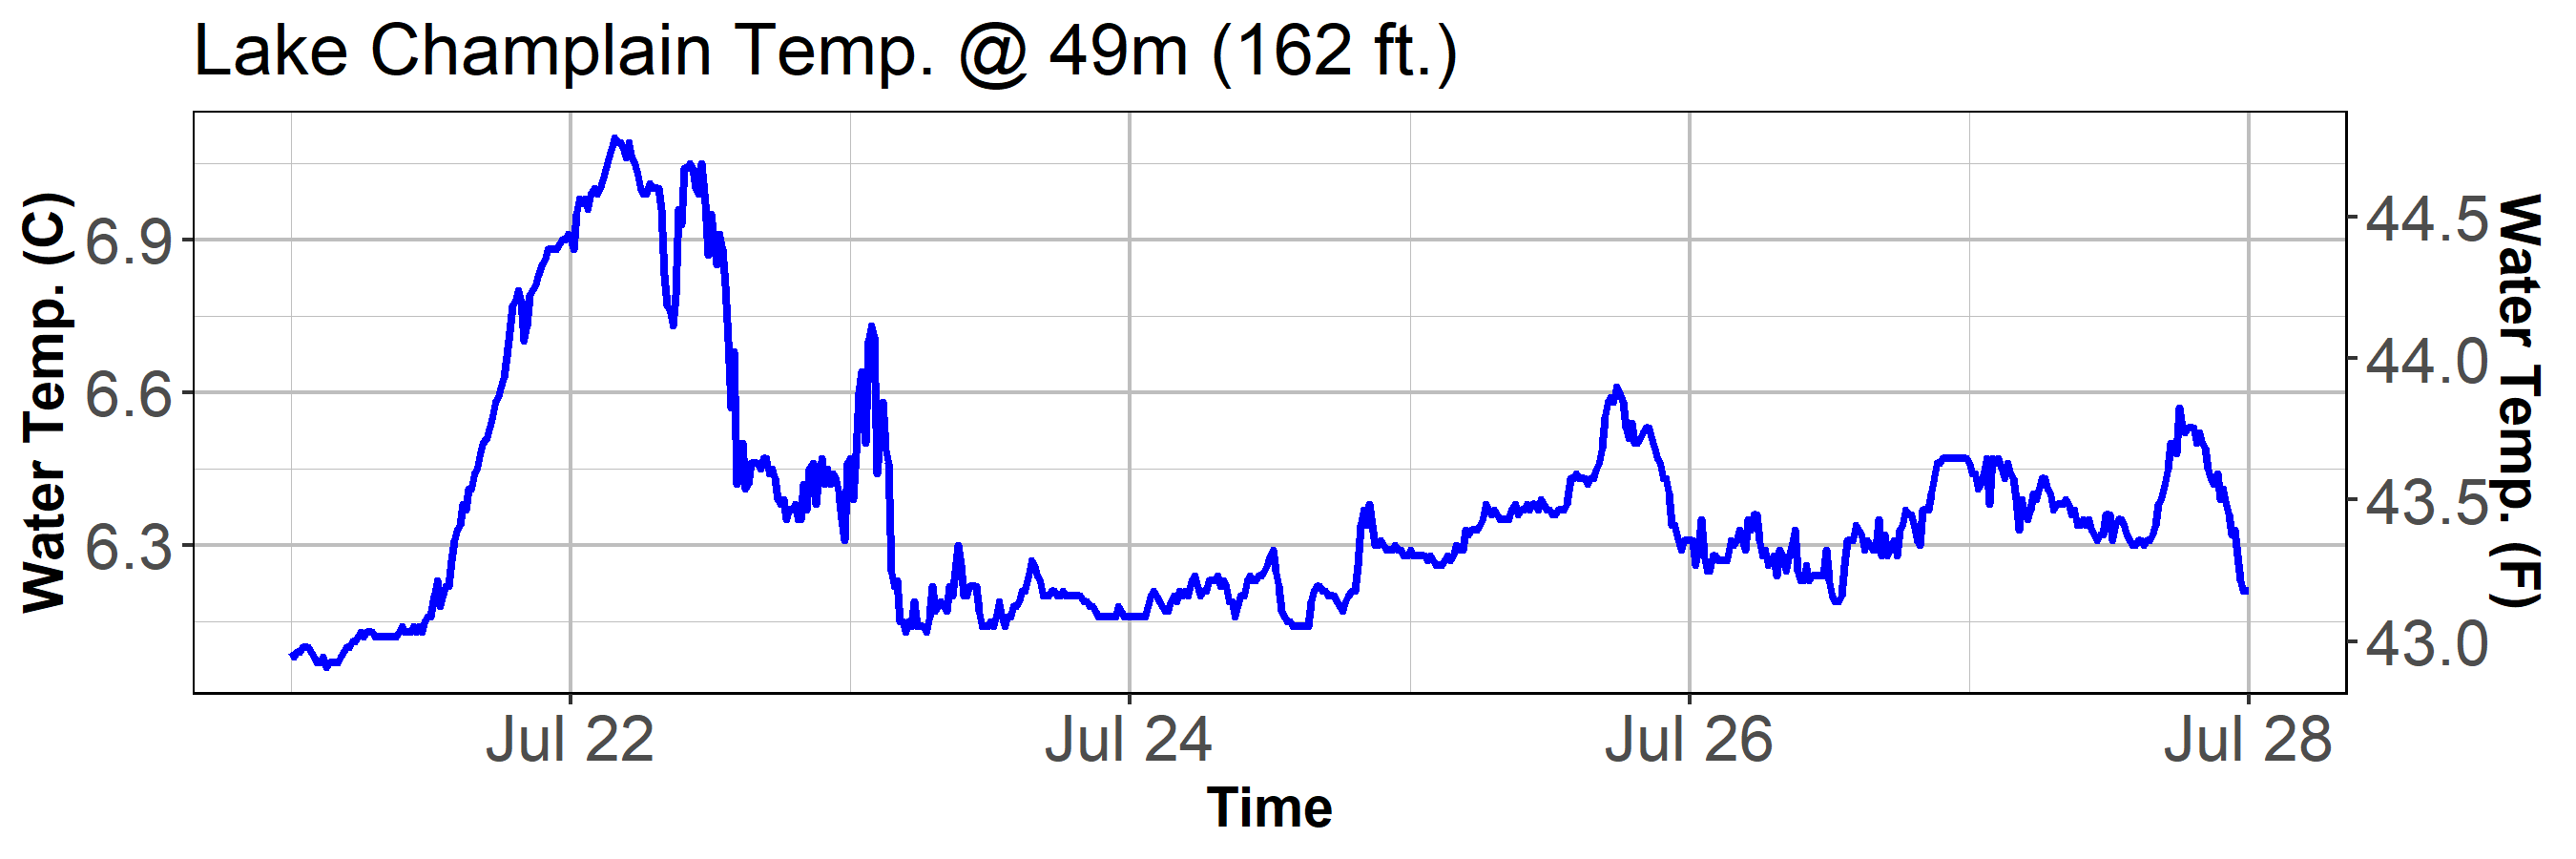 Lake Champlain Temp. @ 49m (162 ft.)
Water Temp. (C)
6.9
6.6
6.3
44.5
44.0
43.5
43.0
Water Temp. (F)
Jul 22 Jul 24 Jul 26 Jul 28
Time